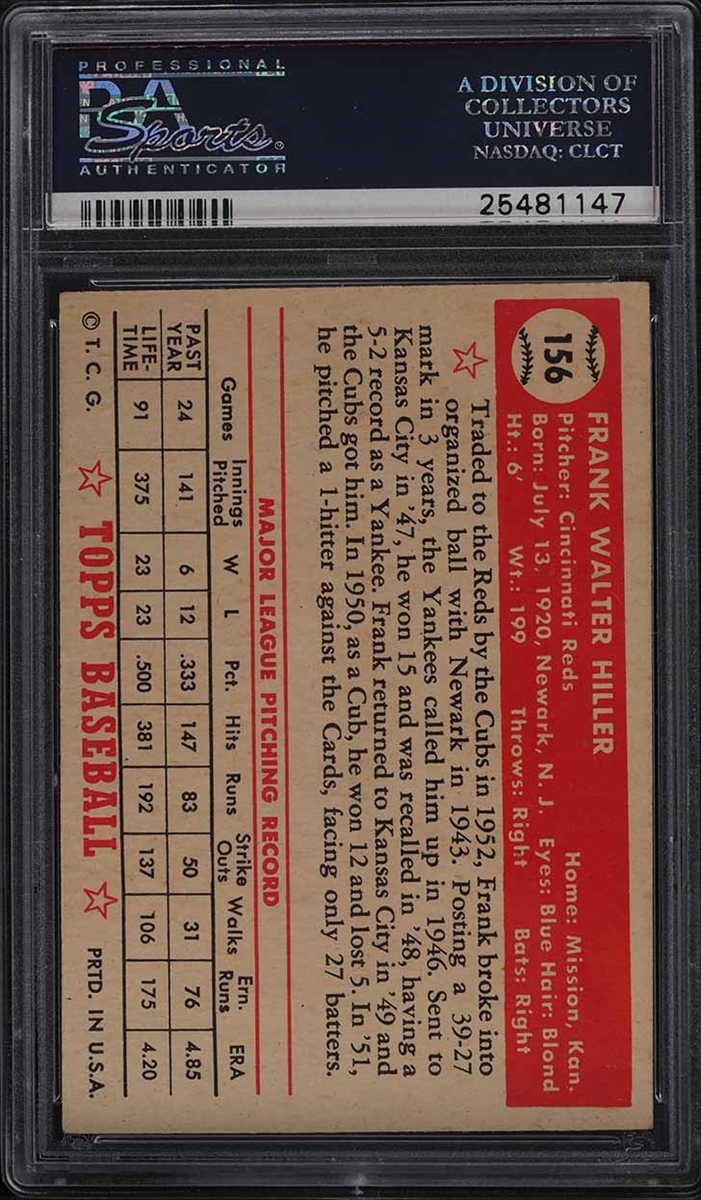 PROFESSIONAL
PSA
Sports®
AUTHENTICATOR
A DIVISION OF
COLLECTORS
UNIVERSE
NASDAQ: CLCT
25481147
156
FRANK WALTER HILLER
Pitcher: Cincinnati Reds Home: Mission, Kan.
Born: July 13, 1920, Newark, N. J. Eyes: Blue Hair: Blond
Ht.: 6' Wt.: 199 Throws: Right Bats: Right
Traded to the Reds by the Cubs in 1952, Frank broke into
organized ball with Newark in 1943. Posting a 39-27
mark in 3 years, the Yankees called him up in 1946. Sent to
Kansas City in '47, he won 15 and was recalled in '48, having a
5-2 record as a Yankee. Frank returned to Kansas City in '49 and
the Cubs got him. In 1950, as a Cub, he won 12 and lost 5. In '51,
he pitched a 1-hitter against the Cards, facing only 27 batters.
MAJOR LEAGUE PITCHING RECORD
Games Innings Pitched W L Pct. Hits Runs Strike Outs Walks Ern. Runs ERA
PAST YEAR 24 141 6 12 .333 147 83 50 31 76 4.85
LIFE-TIME 91 375 23 23 .500 381 192 137 106 175 4.20
© T. C. G. TOPPS BASEBALL PRTD. IN U.S.A.